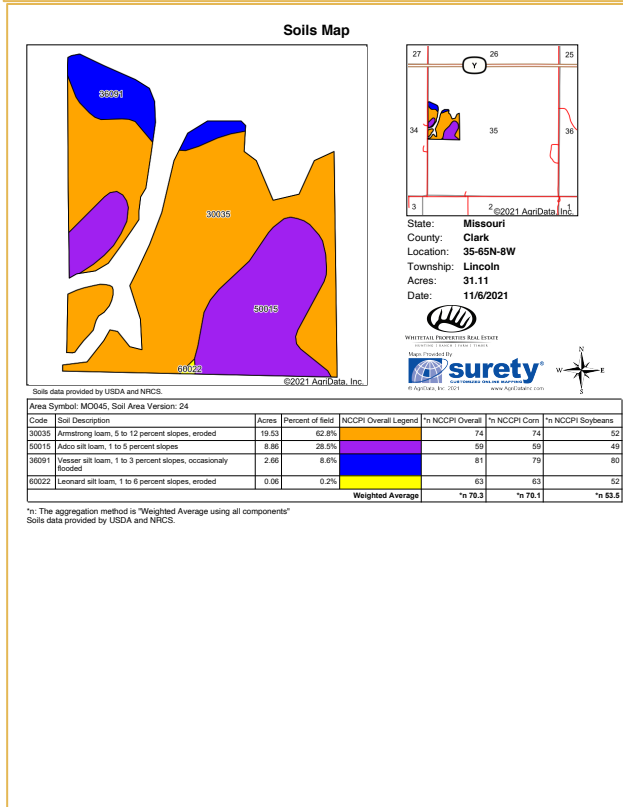 Soils Map
36091
30035
50015
60022
©2021 AgriData, Inc.
Soils data provided by USDA and NRCS.
27 26 25
Y
34 35 36
3 2 1
©2021 AgriData, Inc.
State: Missouri
County: Clark
Location: 35-65N-8W
Township: Lincoln
Acres: 31.11
Date: 11/6/2021
WHITETAIL PROPERTIES REAL ESTATE
HUNTING | RANCH | FARM | TIMBER
Maps Provided By
surety®
CUSTOMIZED ONLINE MAPPING
© AgriData, Inc. 2021 www.AgriDataInc.com
N
W E
S
Area Symbol: MO045, Soil Area Version: 24
Code Soil Description Acres Percent of field NCCPI Overall Legend *n NCCPI Overall *n NCCPI Corn *n NCCPI Soybeans
30035 Armstrong loam, 5 to 12 percent slopes, eroded 19.53 62.8% 74 74 52
50015 Adco silt loam, 1 to 5 percent slopes 8.86 28.5% 59 59 49
36091 Vesser silt loam, 1 to 3 percent slopes, occasionaly 2.66 8.6% 81 79 80
flooded
60022 Leonard silt loam, 1 to 6 percent slopes, eroded 0.06 0.2% 63 63 52
Weighted Average *n 70.3 *n 70.1 *n 53.5
*n: The aggregation method is "Weighted Average using all components"
Soils data provided by USDA and NRCS.